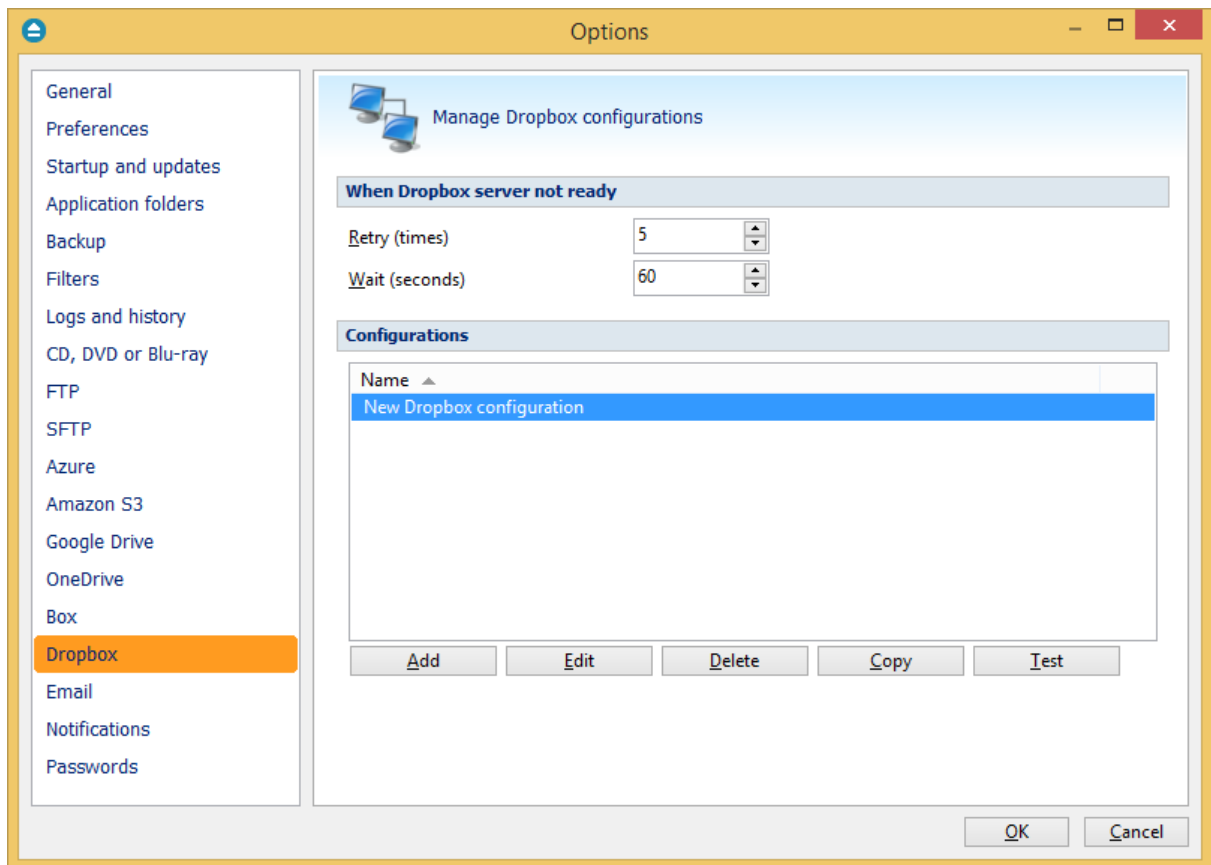 Options
General
Preferences
Startup and updates
Application folders
Backup
Filters
Logs and history
CD, DVD or Blu-ray
FTP
SFTP
Azure
Amazon S3
Google Drive
OneDrive
Box
Dropbox
Email
Notifications
Passwords
Manage Dropbox configurations
When Dropbox server not ready
Retry (times) 5
Wait (seconds) 60
Configurations
Name
New Dropbox configuration
Add Edit Delete Copy Test
OK Cancel